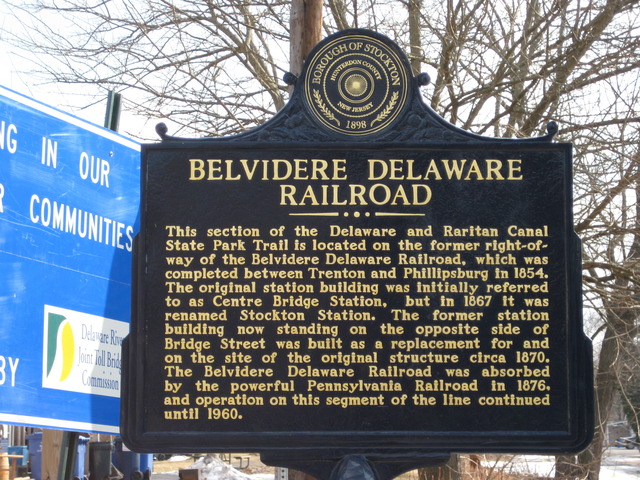 BOROUGH OF STOCKTON
HUNTERDON COUNTY
NEW JERSEY
1898
BELVIDERE DELAWARE
RAILROAD
This section of the Delaware and Raritan Canal
State Park Trail is located on the former right-of-
way of the Belvidere Delaware Railroad, which was
completed between Trenton and Phillipsburg in 1854.
The original station building was initially referred
to as Centre Bridge Station, but in 1867 it was
renamed Stockton Station. The former station
building now standing on the opposite side of
Bridge Street was built as a replacement for and
on the site of the original structure circa 1870.
The Belvidere Delaware Railroad was absorbed
by the powerful Pennsylvania Railroad in 1876,
and operation on this segment of the line continued
until 1960.
NG IN OUR
R COMMUNITIES
Delaware River
Joint Toll Bridge
Commission
BY